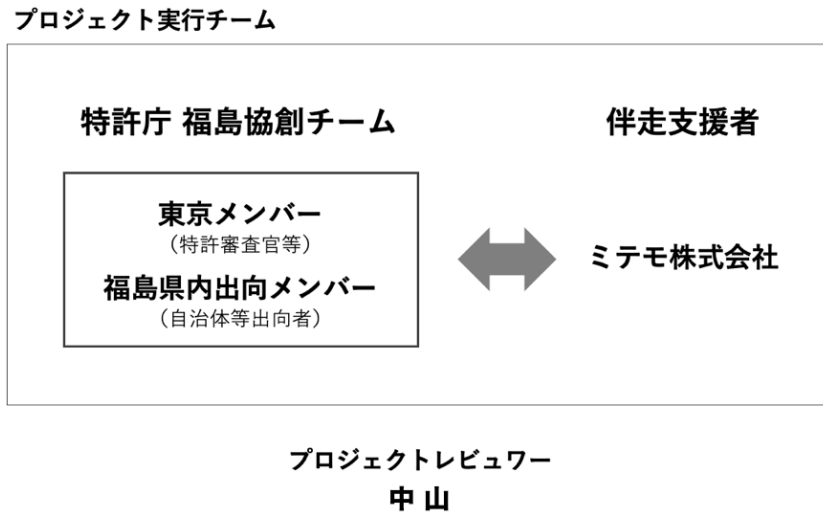 プロジェクト実行チーム
特許庁 福島協創チーム
伴走支援者
東京メンバー
（特許審査官等）
福島県内出向メンバー
（自治体等出向者）
ミテモ株式会社
プロジェクトレビュワー
中 山